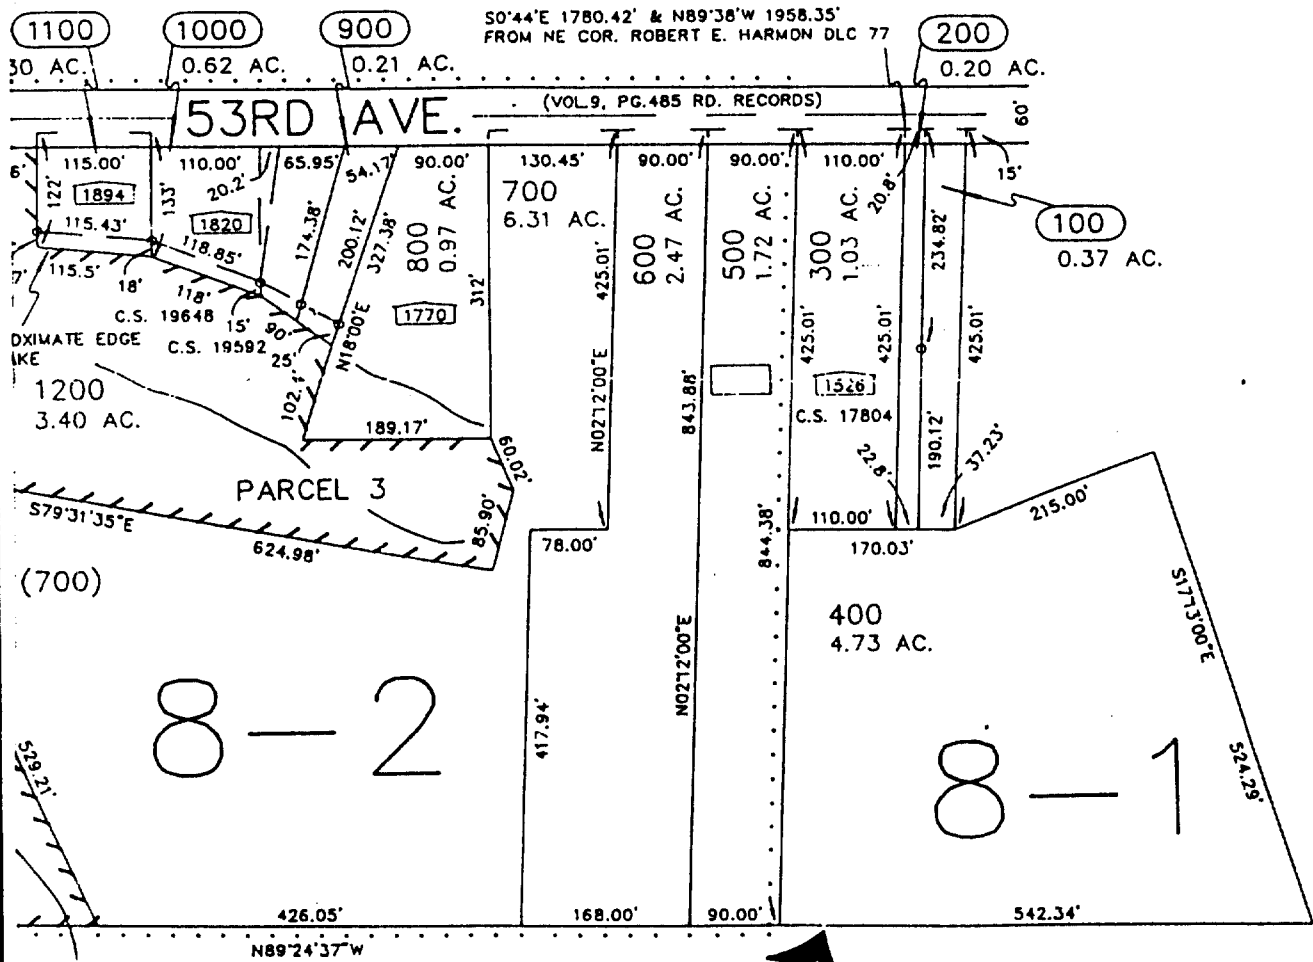 S0°44'E 1780.42' & N89°38'W 1958.35'
FROM NE COR. ROBERT E. HARMON DLC 77
1100
1000
900
200
30 AC.
0.62 AC.
0.21 AC.
0.20 AC.
53RD AVE.
(VOL.9, PG.485 RD. RECORDS)
60'
115.00'
110.00'
65.95'
54.17'
90.00'
130.45'
90.00'
90.00'
110.00'
15'
6'
122'
1894
133'
20.2'
1820
115.43'
118.85'
174.38'
200.12'
327.38'
800
0.97 AC.
700
6.31 AC.
600
2.47 AC.
500
1.72 AC.
300
1.03 AC.
20.8'
234.82'
100
0.37 AC.
7'
115.5'
18'
118'
C.S. 19648
15'
90'
C.S. 19592
25'
N18°00'E
312'
1770
425.01'
425.01'
425.01'
425.01'
OXIMATE EDGE
AKE
1200
3.40 AC.
102.4'
189.17'
60.02'
N02°12'00"E
843.88'
1526
C.S. 17804
22.8'
190.12'
37.23'
PARCEL 3
S79°31'35"E
624.98'
85.90'
78.00'
844.38'
110.00'
170.03'
215.00'
(700)
400
4.73 AC.
S17°13'00"E
N02°12'00"E
8-2
417.94'
8-1
529.21'
524.29'
426.05'
168.00'
90.00'
542.34'
N89°24'37"W